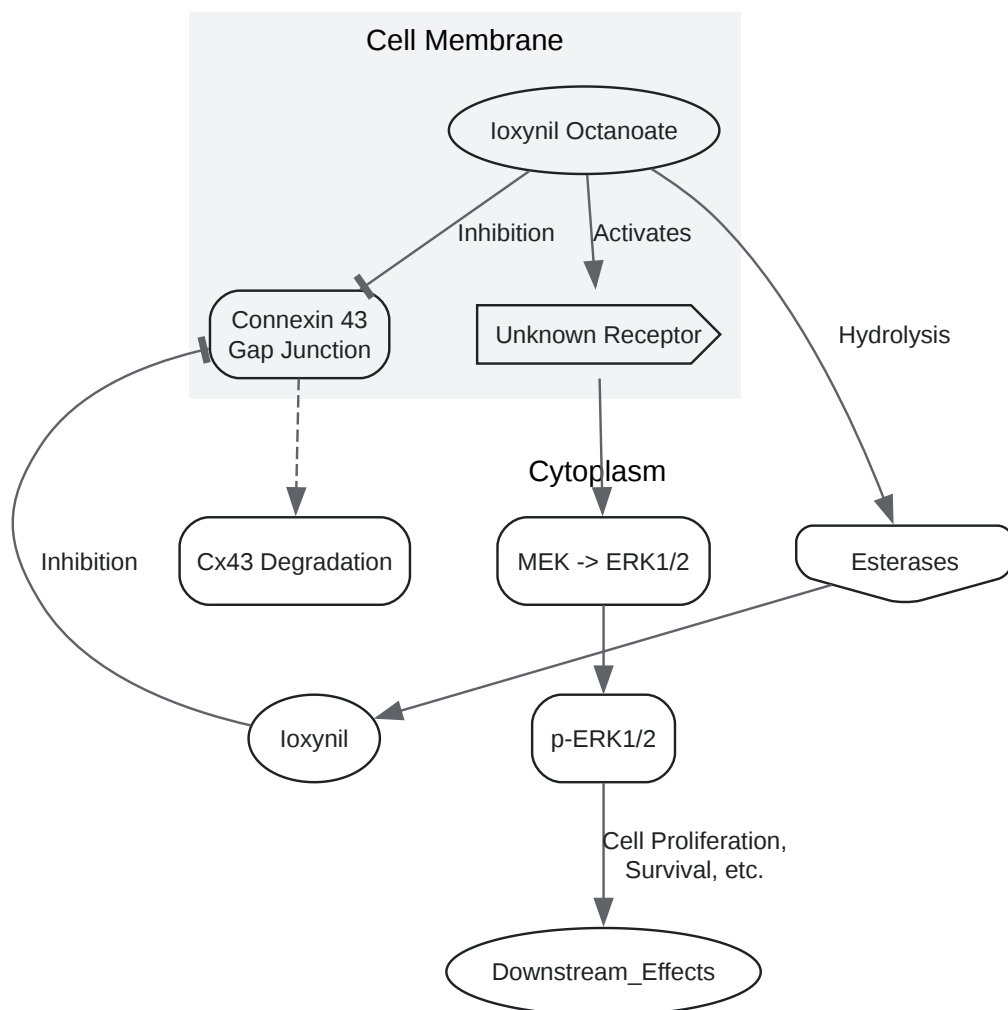 Cell Membrane
Ioxynil Octanoate
Inhibition
Activates
Connexin 43
Gap Junction
Unknown Receptor
Hydrolysis
Cytoplasm
Inhibition
Cx43 Degradation
MEK -> ERK1/2
Esterases
Ioxynil
p-ERK1/2
Cell Proliferation,
Survival, etc.
Downstream_Effects